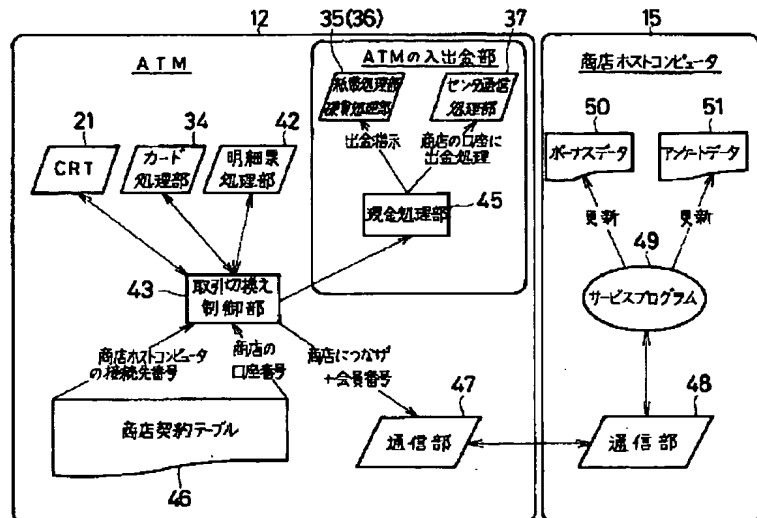 35(36)
12
37
15
ATM
ATMの入出金部
商店ホストコンピュータ
紙幣処理部
硬貨処理部
センタ通信
処理部
50
51
21
34
42
CRT
カード
処理部
明細票
処理部
出金指示
商店の口座に
出金処理
ボーナスデータ
アンケートデータ
現金処理部
45
更新
更新
49
サービスプログラム
43
取引切換え
制御部
商店ホストコンピュータ
の接続先番号
商店の
口座番号
商店につなげ
+会員番号
47
48
商店契約テーブル
通信部
通信部
46